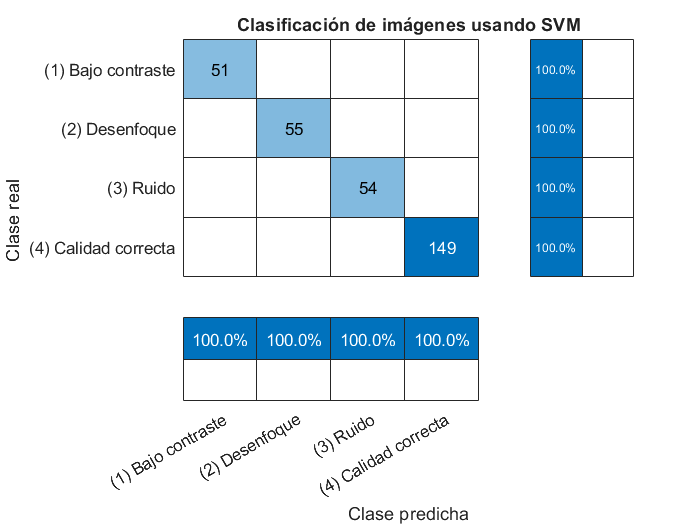 Clasificación de imágenes usando SVM
(1) Bajo contraste 51 100.0%
(2) Desenfoque 55 100.0%
(3) Ruido 54 100.0%
(4) Calidad correcta 149 100.0%
Clase real
100.0% 100.0% 100.0% 100.0%
(1) Bajo contraste
(2) Desenfoque
(3) Ruido
(4) Calidad correcta
Clase predicha